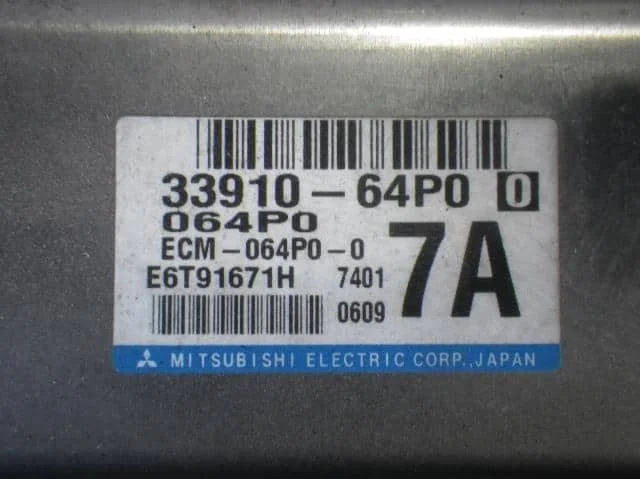 33910-64P0 0
064P0
ECM-064P0-0
7A
E6T91671H 7401
0609
MITSUBISHI ELECTRIC CORP., JAPAN